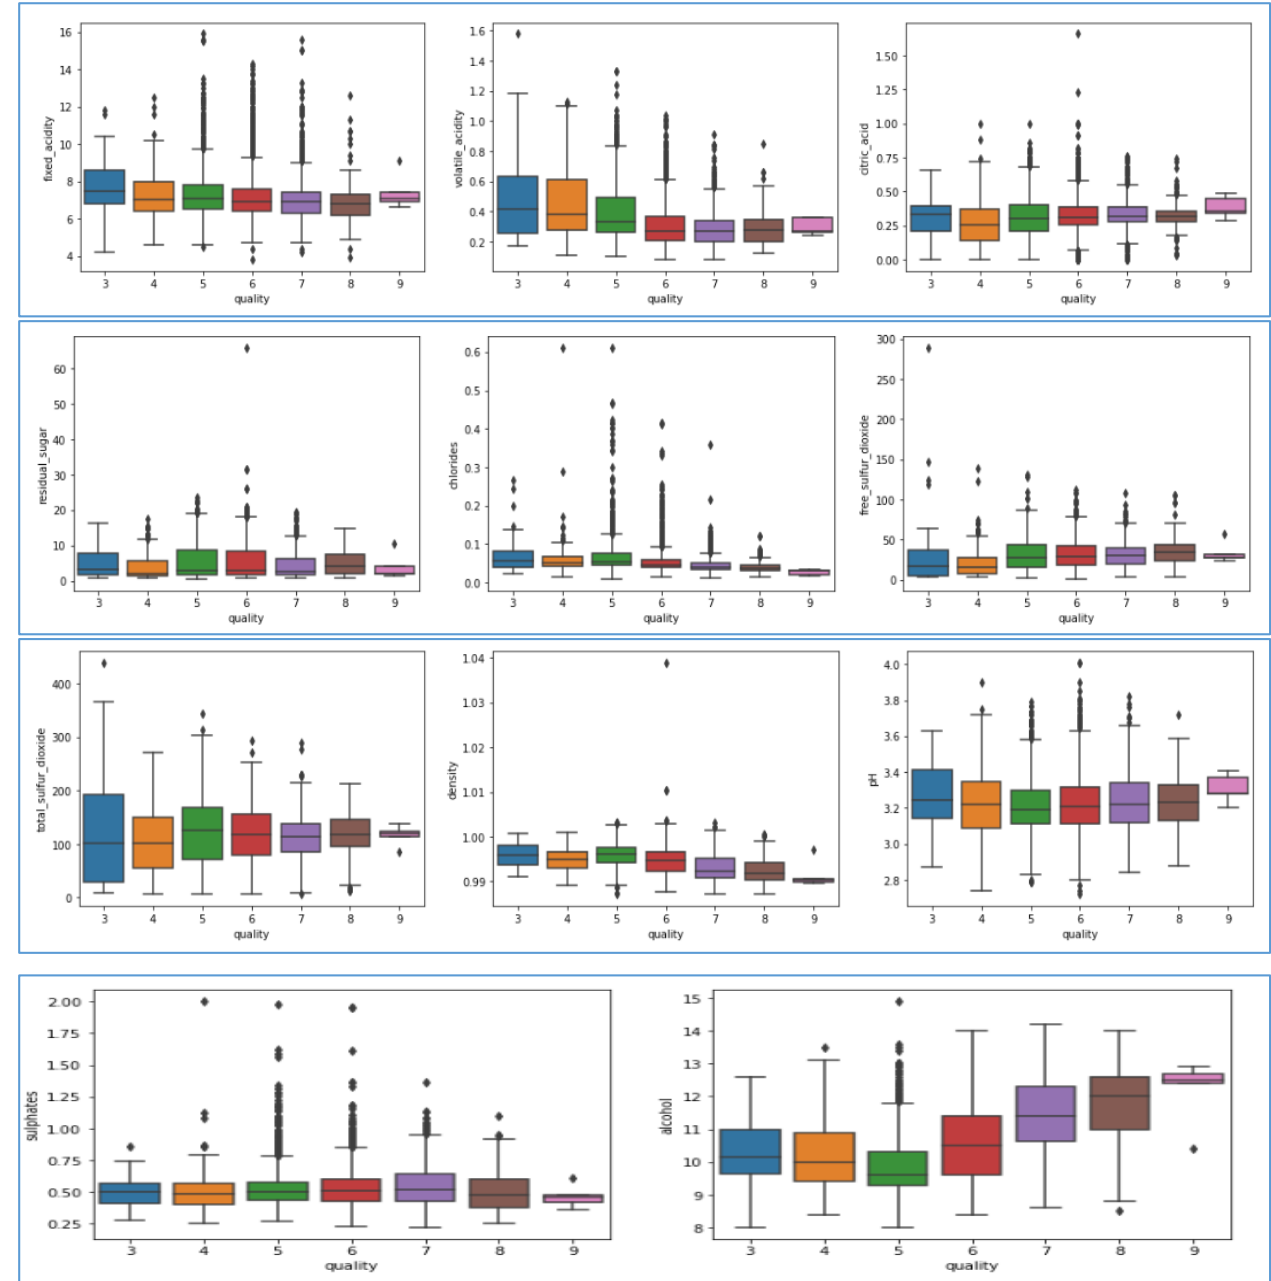 16
14
12
10
8
6
4
fixed_acidity
3 4 5 6 7 8 9
quality
1.6
1.4
1.2
1.0
0.8
0.6
0.4
0.2
volatile_acidity
3 4 5 6 7 8 9
quality
1.50
1.25
1.00
0.75
0.50
0.25
0.00
citric_acid
3 4 5 6 7 8 9
quality
60
50
40
30
20
10
0
residual_sugar
3 4 5 6 7 8 9
quality
0.6
0.5
0.4
0.3
0.2
0.1
0.0
chlorides
3 4 5 6 7 8 9
quality
300
250
200
150
100
50
0
free_sulfur_dioxide
3 4 5 6 7 8 9
quality
400
300
200
100
0
total_sulfur_dioxide
3 4 5 6 7 8 9
quality
1.04
1.03
1.02
1.01
1.00
0.99
density
3 4 5 6 7 8 9
quality
4.0
3.8
3.6
3.4
3.2
3.0
2.8
pH
3 4 5 6 7 8 9
quality
2.00
1.75
1.50
1.25
1.00
0.75
0.50
0.25
sulphates
3 4 5 6 7 8 9
quality
15
14
13
12
11
10
9
8
alcohol
3 4 5 6 7 8 9
quality